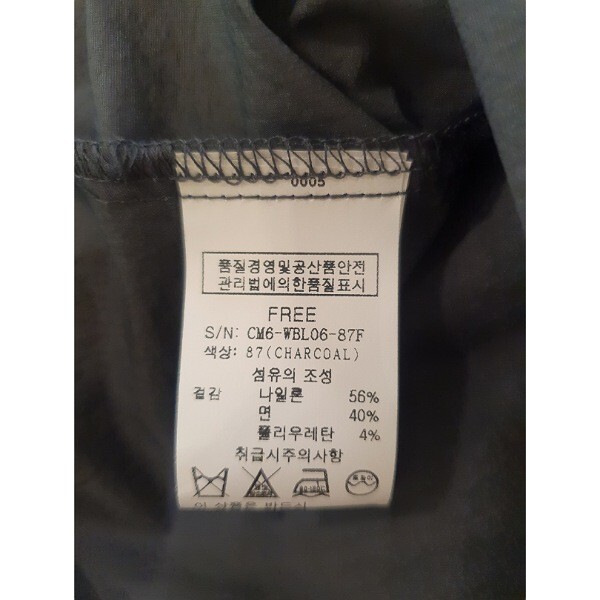 0005
품질경영및공산품안전
관리법에의한품질표시
FREE
S/N: CM6-WBL06-87F
색상: 87(CHARCOAL)
섬유의 조성
겉감 나일론 56%
면 40%
폴리우레탄 4%
취급시주의사항